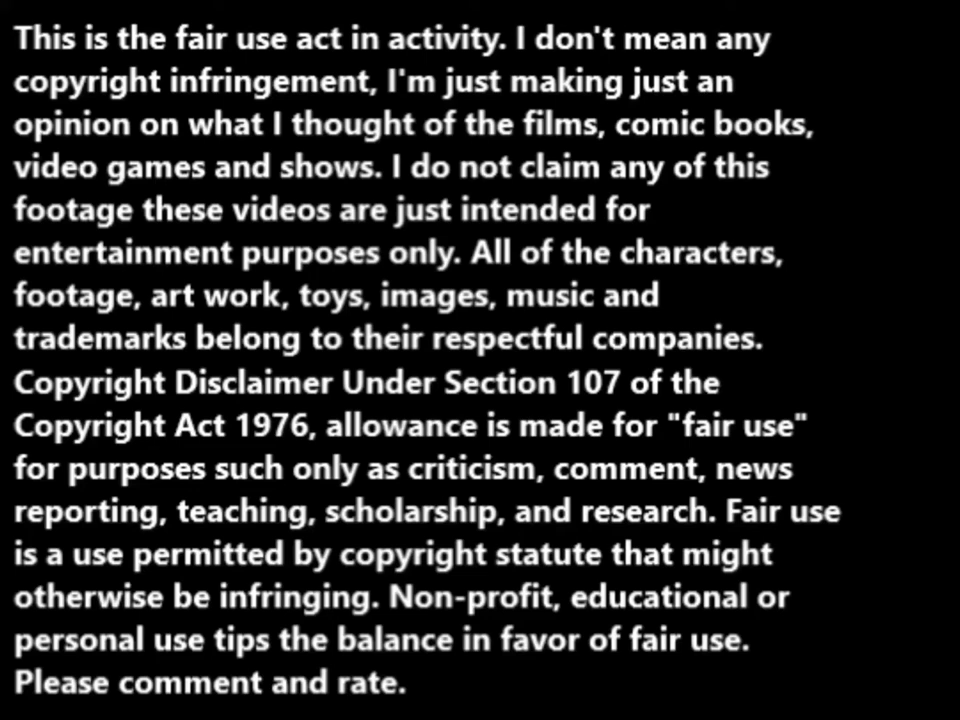 This is the fair use act in activity. I don't mean any
copyright infringement, I'm just making just an
opinion on what I thought of the films, comic books,
video games and shows. I do not claim any of this
footage these videos are just intended for
entertainment purposes only. All of the characters,
footage, art work, toys, images, music and
trademarks belong to their respectful companies.
Copyright Disclaimer Under Section 107 of the
Copyright Act 1976, allowance is made for "fair use"
for purposes such only as criticism, comment, news
reporting, teaching, scholarship, and research. Fair use
is a use permitted by copyright statute that might
otherwise be infringing. Non-profit, educational or
personal use tips the balance in favor of fair use.
Please comment and rate.